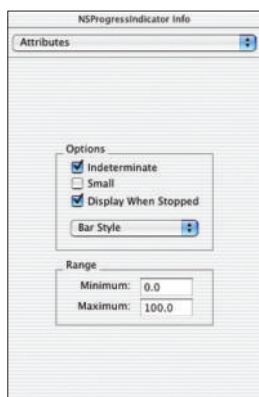 NSProgressIndicator Info
Attributes
Options
Indeterminate
Small
Display When Stopped
Bar Style
Range
Minimum: 0.0
Maximum: 100.0